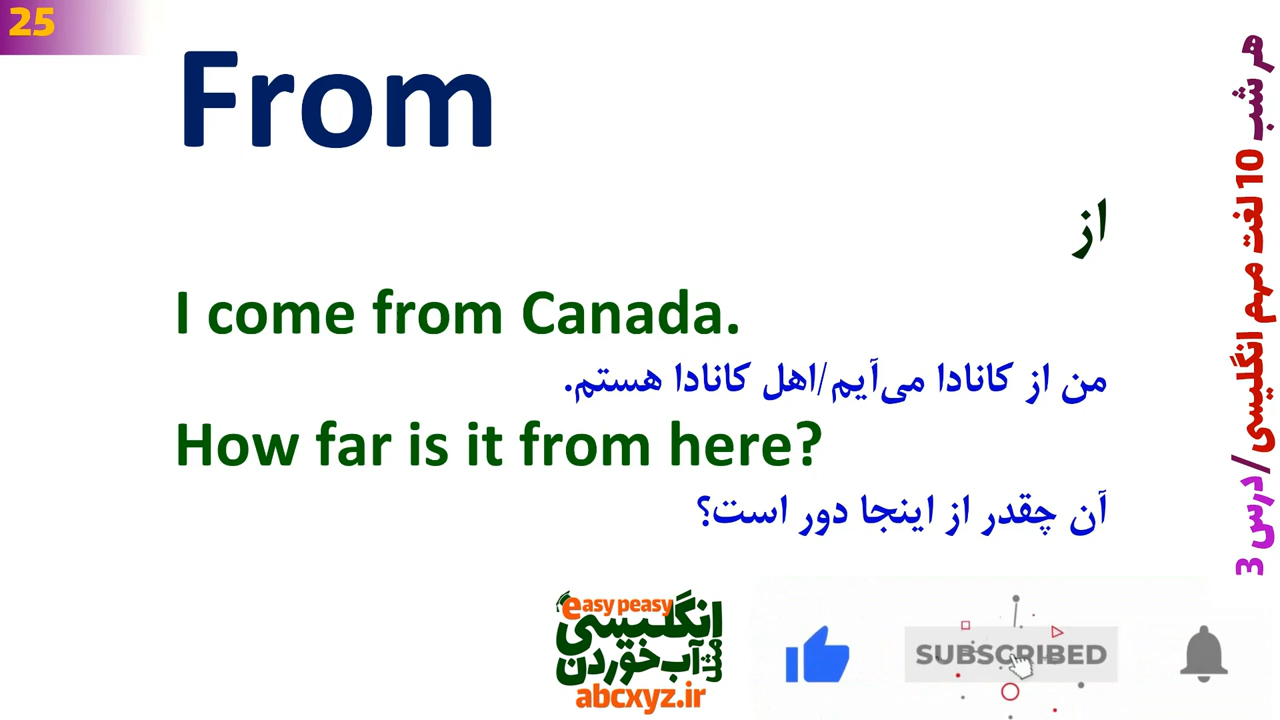 25
From
از
I come from Canada.
من از کانادا می‌آیم/اهل کانادا هستم.
How far is it from here?
آن چقدر از اینجا دور است؟
هر شب 10 لغت مهم انگلیسی/درس 3
easy peasy
انگلیسی
مثل آب خوردن
abcxyz.ir
SUBSCRIBED